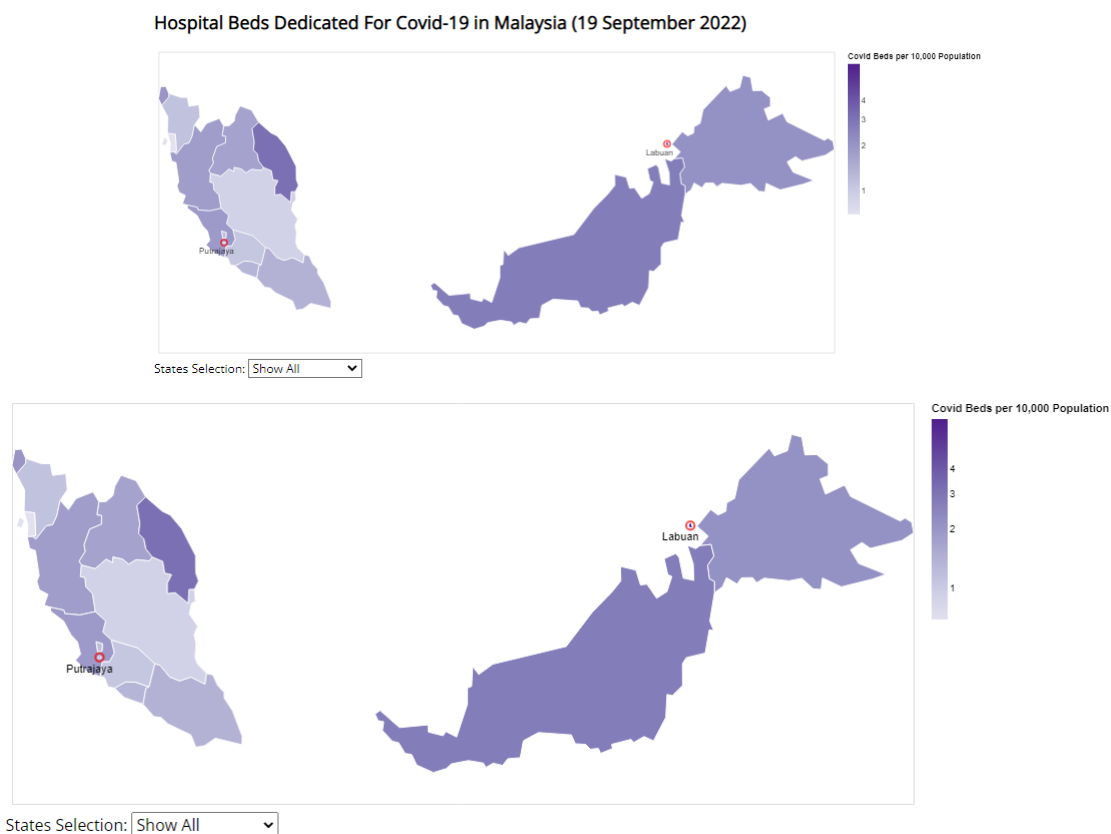 Hospital Beds Dedicated For Covid-19 in Malaysia (19 September 2022)
Covid Beds per 10,000 Population
4
3
2
1
Labuan
Putrajaya
States Selection: Show All
Covid Beds per 10,000 Population
4
3
2
1
Labuan
Putrajaya
States Selection: Show All